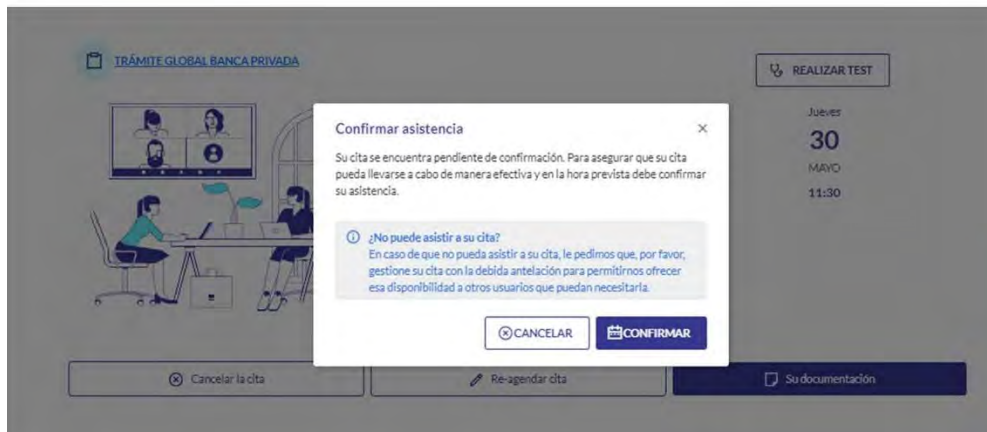 TRÁMITE GLOBAL BANCA PRIVADA
REALIZAR TEST
Jueves
30
MAYO
11:30
Confirmar asistencia
Su cita se encuentra pendiente de confirmación. Para asegurar que su cita
pueda llevarse a cabo de manera efectiva y en la hora prevista debe confirmar
su asistencia.
¿No puede asistir a su cita?
En caso de que no pueda asistir a su cita, le pedimos que, por favor,
gestione su cita con la debida antelación para permitirnos ofrecer
esa disponibilidad a otros usuarios que puedan necesitarla.
CANCELAR
CONFIRMAR
Cancelar la cita
Re-agendar cita
Su documentación